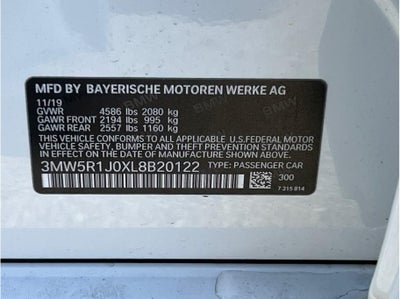 MFD BY BAYERISCHE MOTOREN WERKE AG
11/19
GVWR 4586 lbs 2080 kg
GAWR FRONT 2194 lbs 995 kg
GAWR REAR 2557 lbs 1160 kg
THIS VEHICLE CONFORMS TO ALL APPLICABLE
U.S.FEDERAL MOTOR
VEHICLE SAFETY, BUMPER, AND THEFT PREVENTION
STANDARDS IN EFFECT ON THE DATE OF
MANUFACTURE SHOWN ABOVE.
3MW5R1J0XL8B20122 TYPE: PASSENGER CAR
300
7 315 814